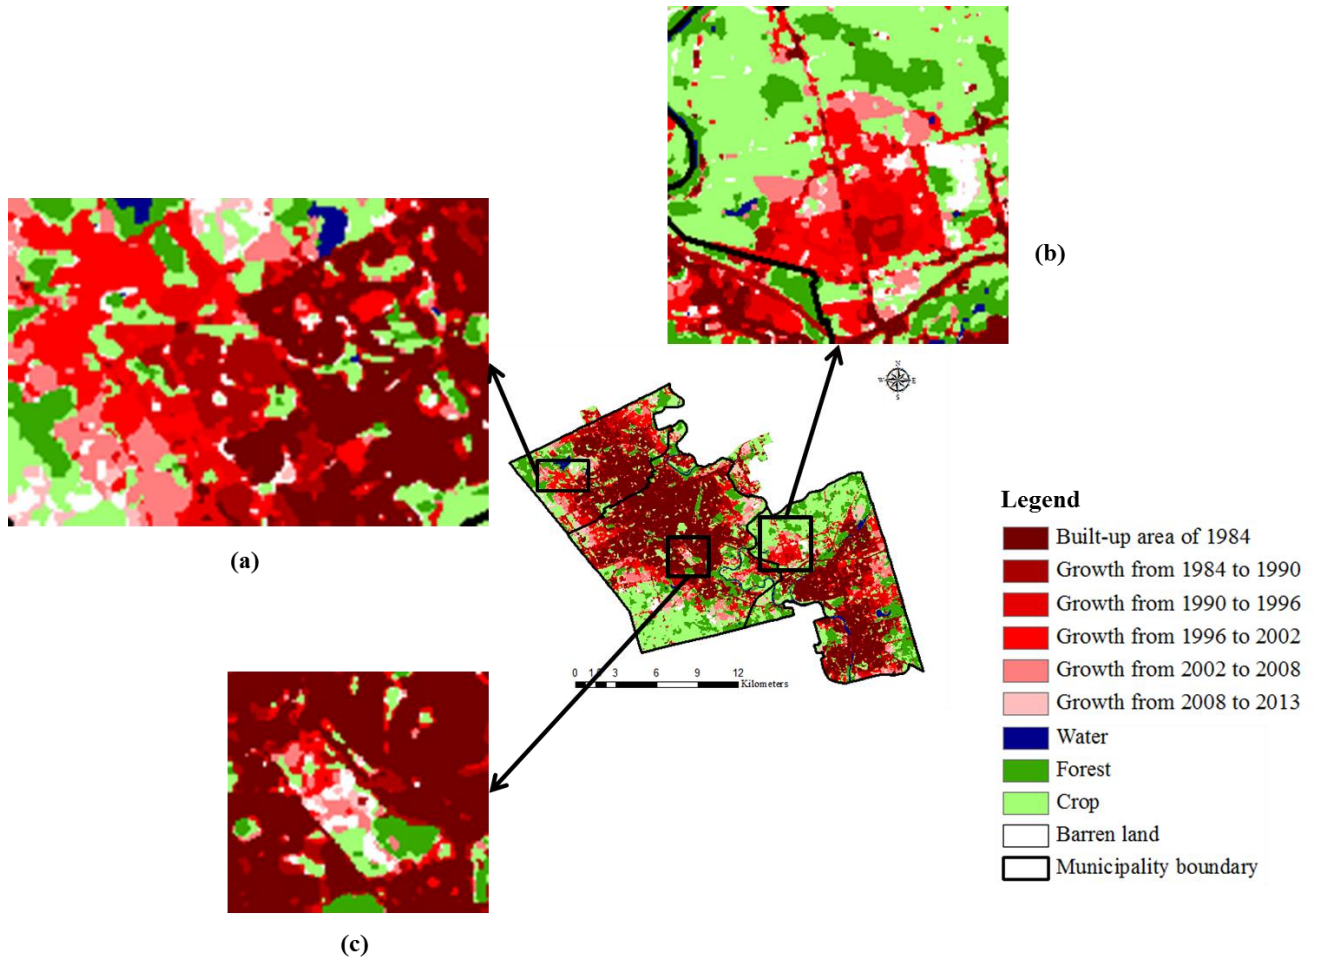 (b)
(a)
N
W E
S
0 1.5 3 6 9 12
Kilometers
Legend
Built-up area of 1984
Growth from 1984 to 1990
Growth from 1990 to 1996
Growth from 1996 to 2002
Growth from 2002 to 2008
Growth from 2008 to 2013
Water
Forest
Crop
Barren land
Municipality boundary
(c)